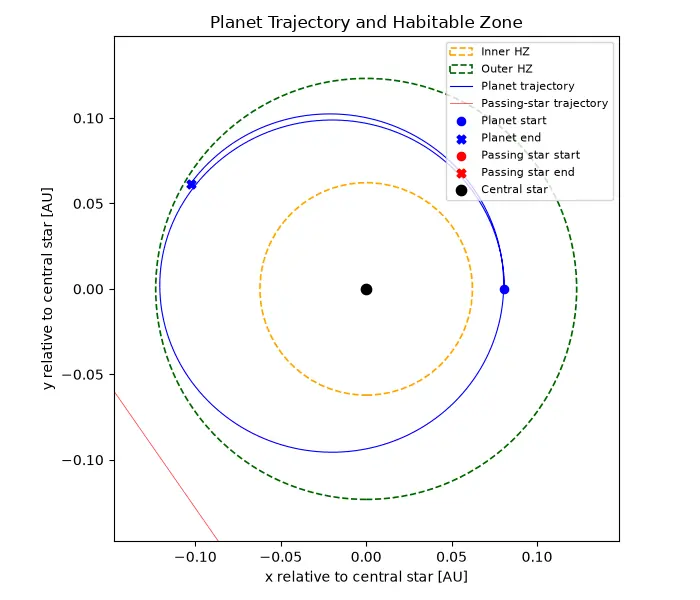 Planet Trajectory and Habitable Zone
Inner HZ
Outer HZ
Planet trajectory
Passing-star trajectory
Planet start
Planet end
Passing star start
Passing star end
Central star
0.10
0.05
0.00
−0.05
−0.10
y relative to central star [AU]
−0.10
−0.05
0.00
0.05
0.10
x relative to central star [AU]